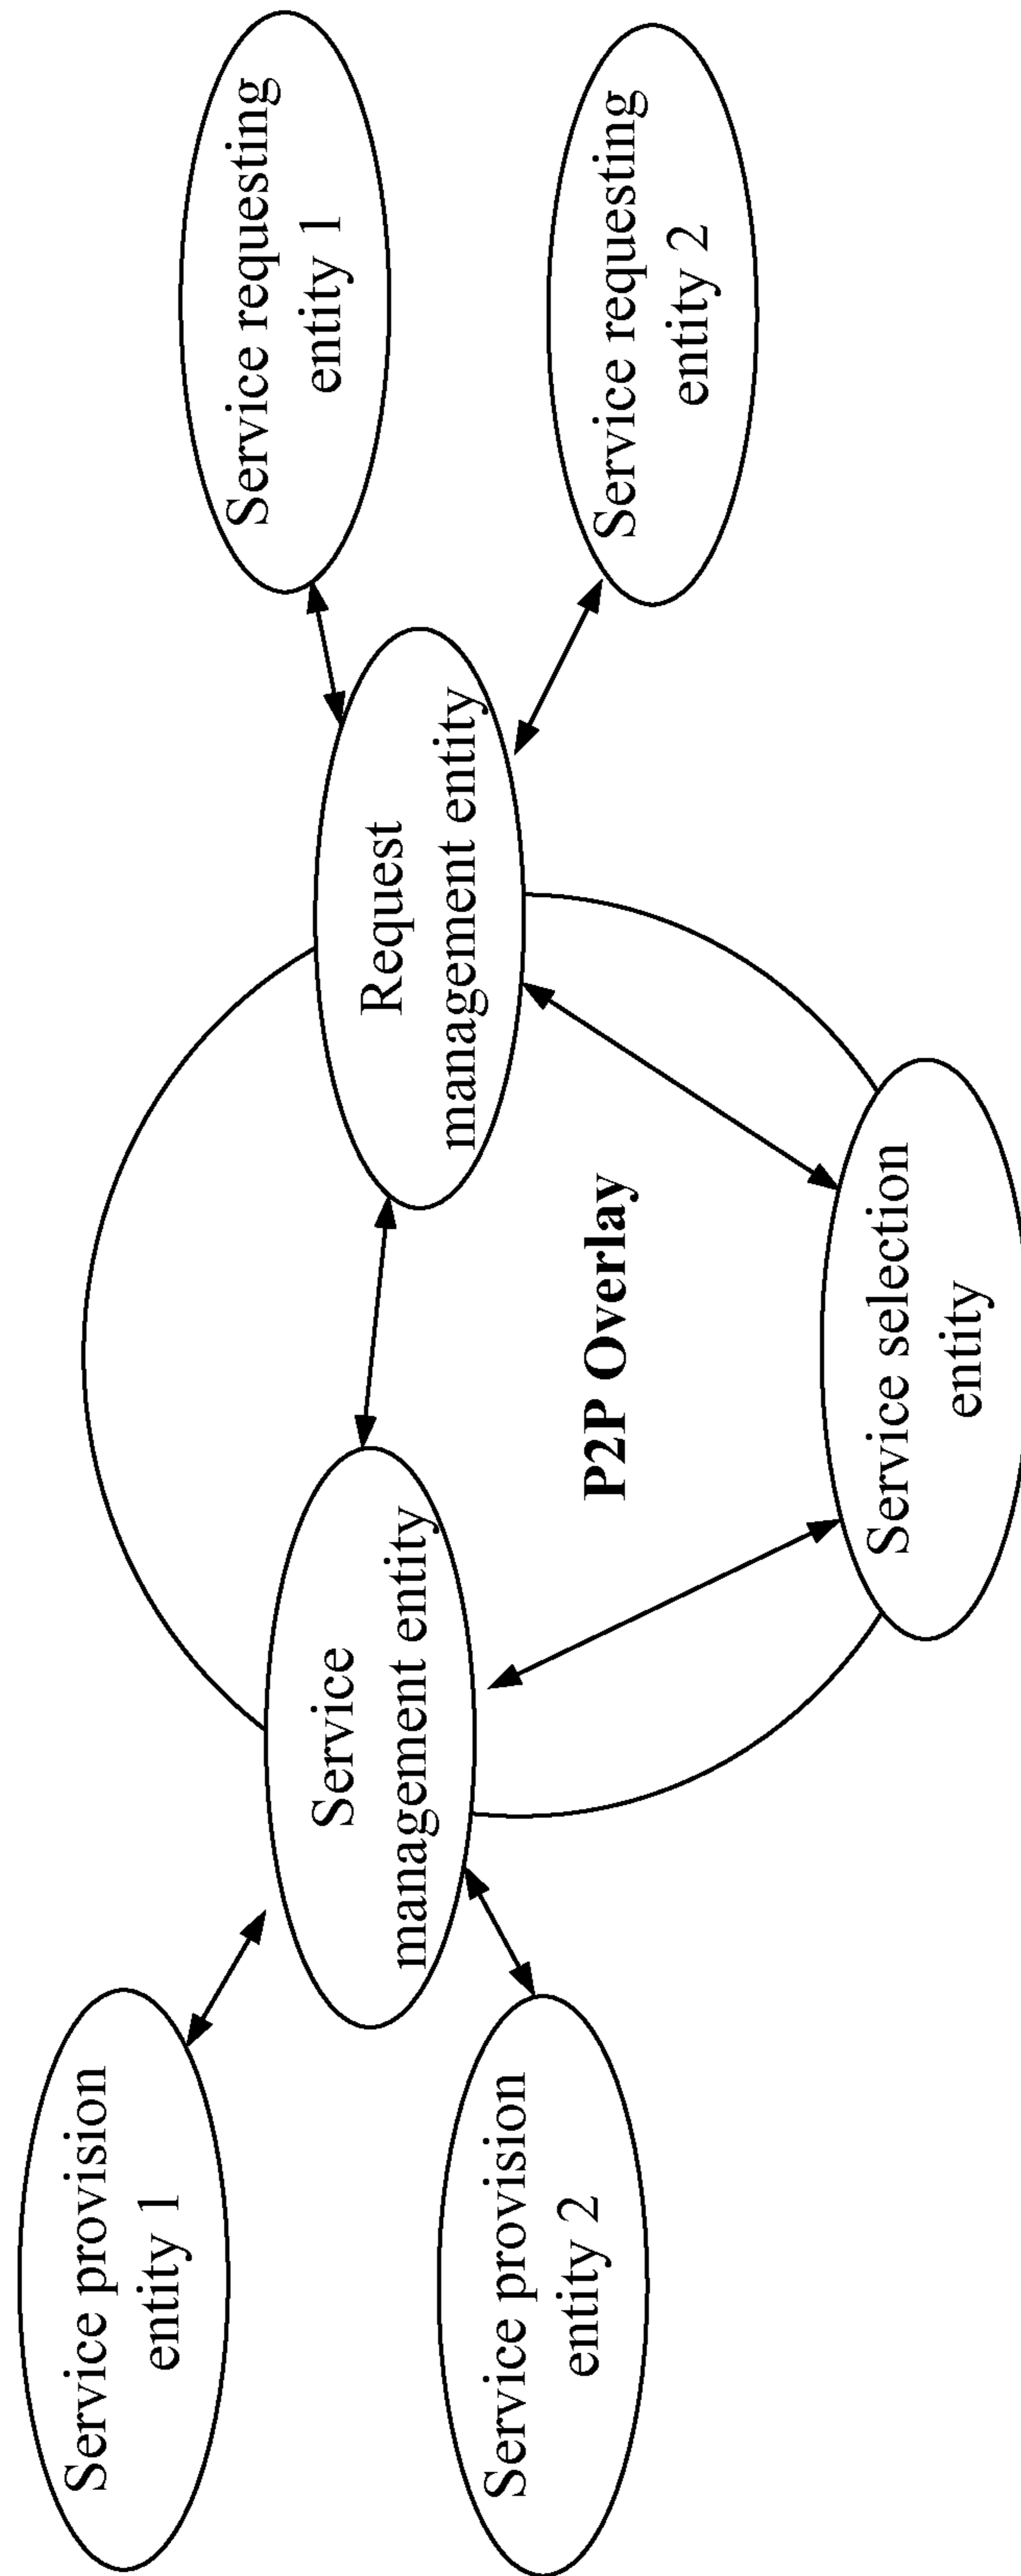 Service provision
entity 1
Service provision
entity 2
Service
management entity
P2P Overlay
Service selection
entity
Request
management entity
Service requesting
entity 1
Service requesting
entity 2